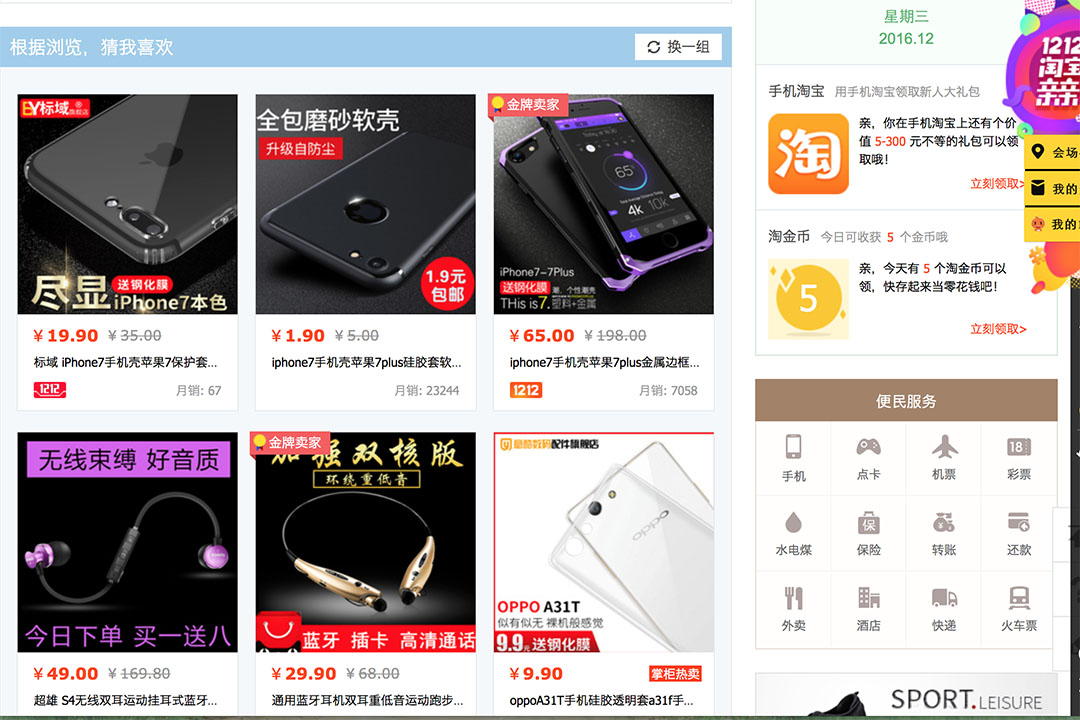 根据浏览，猜我喜欢
换一组
EY标域
旗舰店
尽显
送钢化膜
iPhone7本色
¥19.90 ¥35.00
标域 iPhone7手机壳苹果7保护套...
1212
月销: 67
全包磨砂软壳
升级自防尘
1.9元
包邮
¥1.90 ¥5.00
iphone7手机壳苹果7plus硅胶套软...
月销: 23244
金牌卖家
65°
4k 10k
iPhone7-7Plus
送钢化膜 潮、个性潮壳
THis is7.塑料+金属
¥65.00 ¥198.00
iphone7手机壳苹果7plus金属边框...
1212
月销: 7058
无线束缚 好音质
今日下单 买一送八
¥49.00 ¥169.80
超雄 S4无线双耳运动挂耳式蓝牙...
金牌卖家
加强双核版
环绕重低音
蓝牙 插卡 高清通话
¥29.90 ¥68.00
通用蓝牙耳机双耳重低音运动跑步...
数码配件旗舰店
oppo
OPPO A31T
似有似无 裸机般感觉
9.9元 送钢化膜
¥9.90
掌柜热卖
oppoA31T手机硅胶透明套a31f手...
星期三
2016.12
手机淘宝 用手机淘宝领取新人大礼包
淘
亲，你在手机淘宝上还有个价
值 5-300 元不等的礼包可以领
取哦!
立刻领取>
淘金币 今日可收获 5 个金币哦
5
亲，今天有 5 个淘金币可以
领，快存起来当零花钱吧!
立刻领取>
1212
淘宝
亲亲
会场
我的
我的
便民服务
手机 点卡 机票 18 彩票
水电煤 保 保险 转账 还款
外卖 酒店 快递 火车票
SPORT.LEISURE